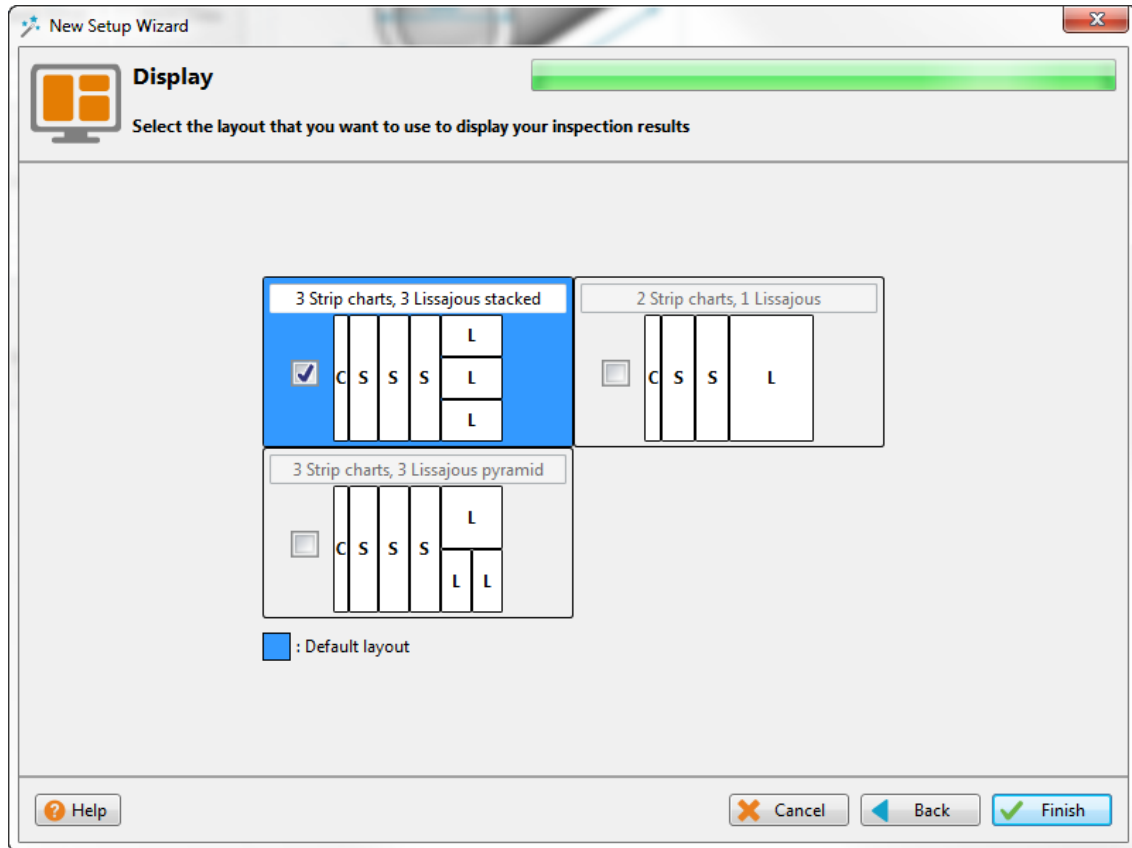 New Setup Wizard
x
Display
Select the layout that you want to use to display your inspection results
3 Strip charts, 3 Lissajous stacked
C S S S L
L
L
2 Strip charts, 1 Lissajous
C S S L
3 Strip charts, 3 Lissajous pyramid
C S S S L
L L
: Default layout
? Help
Cancel
Back
Finish